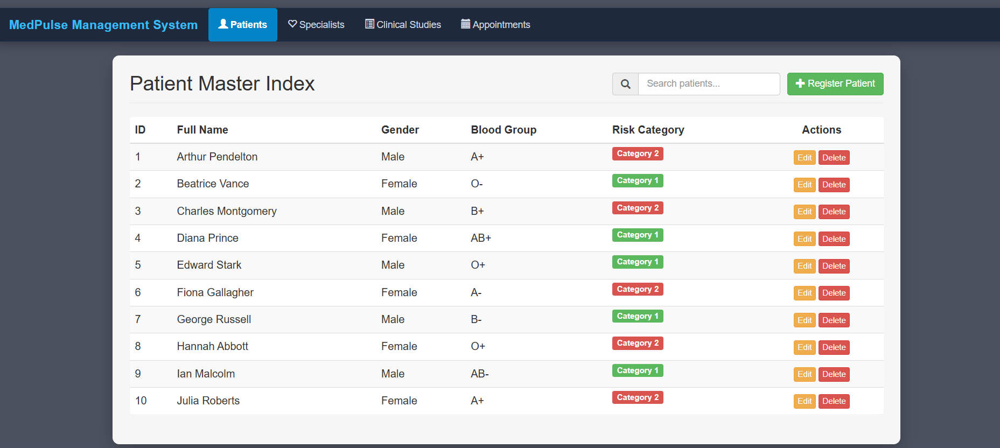 MedPulse Management System Patients Specialists Clinical Studies Appointments
Patient Master Index Search patients... Register Patient
ID Full Name Gender Blood Group Risk Category Actions
1 Arthur Pendelton Male A+ Category 2 Edit Delete
2 Beatrice Vance Female O- Category 1 Edit Delete
3 Charles Montgomery Male B+ Category 2 Edit Delete
4 Diana Prince Female AB+ Category 1 Edit Delete
5 Edward Stark Male O+ Category 1 Edit Delete
6 Fiona Gallagher Female A- Category 2 Edit Delete
7 George Russell Male B- Category 1 Edit Delete
8 Hannah Abbott Female O+ Category 2 Edit Delete
9 Ian Malcolm Male AB- Category 1 Edit Delete
10 Julia Roberts Female A+ Category 2 Edit Delete